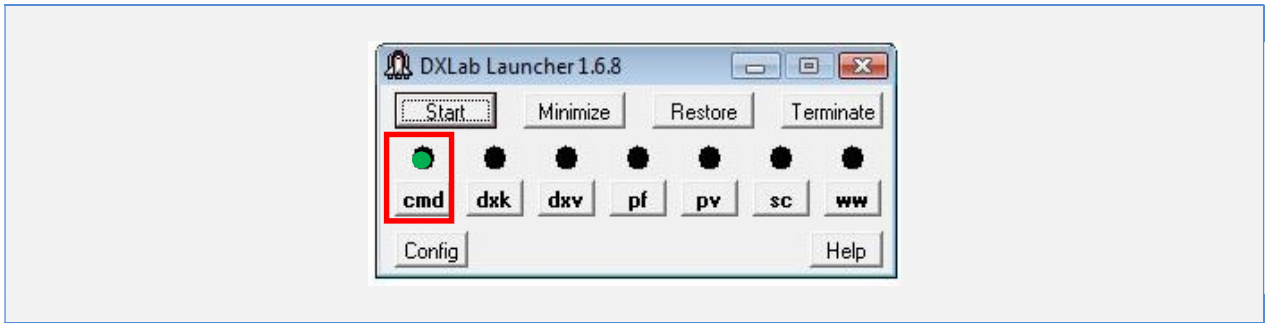 DXLab Launcher 1.6.8
Start Minimize Restore Terminate
cmd dxk dxv pf pv sc ww
Config Help